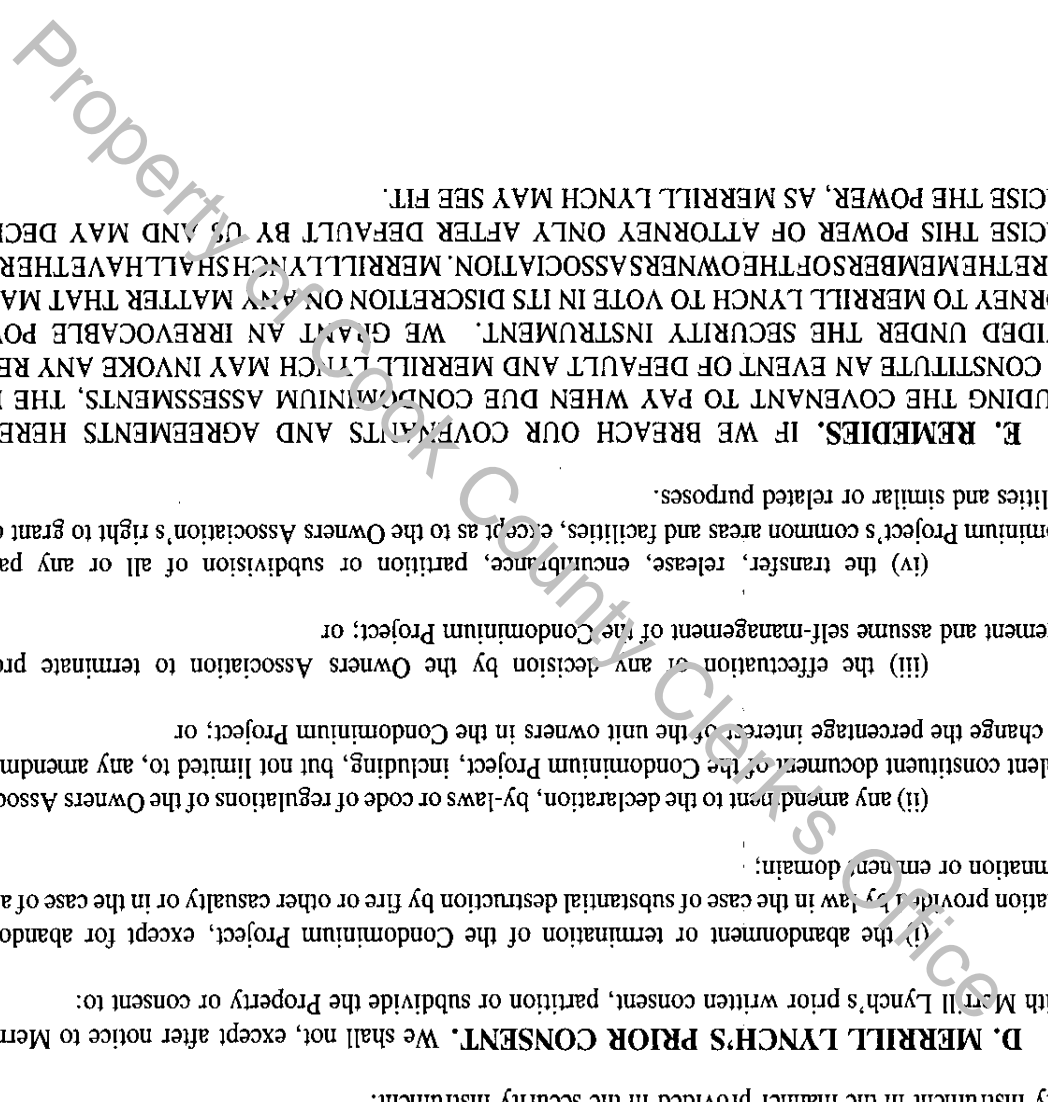 y instrument in the manner provided in the security instrument.
D. MERRILL LYNCH'S PRIOR CONSENT. We shall not, except after notice to Merr
ith Merrill Lynch's prior written consent, partition or subdivide the Property or consent to:
(i) the abandonment or termination of the Condominium Project, except for abando
nation provided by law in the case of substantial destruction by fire or other casualty or in the case of a
mnation or eminent domain;
(ii) any amendment to the declaration, by-laws or code of regulations of the Owners Assoc
lent constituent document of the Condominium Project, including, but not limited to, any amendm
change the percentage interest of the unit owners in the Condominium Project; or
(iii) the effectuation of any decision by the Owners Association to terminate pro
ement and assume self-management of the Condominium Project; or
(iv) the transfer, release, encumbrance, partition or subdivision of all or any pa
ominium Project's common areas and facilities, except as to the Owners Association's right to grant e
ilities and similar or related purposes.
E. REMEDIES. IF WE BREACH OUR COVENANTS AND AGREEMENTS HERE
UDING THE COVENANT TO PAY WHEN DUE CONDOMINIUM ASSESSMENTS, THE
CONSTITUTE AN EVENT OF DEFAULT AND MERRILL LYNCH MAY INVOKE ANY RE
IDED UNDER THE SECURITY INSTRUMENT. WE GRANT AN IRREVOCABLE PO
RNEY TO MERRILL LYNCH TO VOTE IN ITS DISCRETION ON ANY MATTER THAT MA
RE THE MEMBERS OF THE OWNERS ASSOCIATION. MERRILL LYNCH SHALL HAVE THE R
CISE THIS POWER OF ATTORNEY ONLY AFTER DEFAULT BY US AND MAY DEC
CISE THE POWER, AS MERRILL LYNCH MAY SEE FIT.
Property of Cook County Clerk's Office